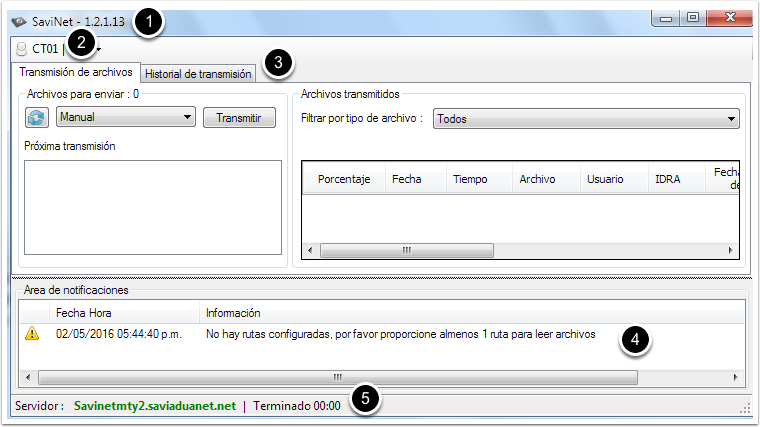 SaviNet - 1.2.1.13
1
CT01 |
2
3
Transmisión de archivos
Historial de transmisión
Archivos para enviar : 0
Manual
Transmitir
Próxima transmisión
Archivos transmitidos
Filtrar por tipo de archivo :
Todos
Porcentaje Fecha Tiempo Archivo Usuario IDRA Fech
de
Area de notificaciones
Fecha Hora Información
02/05/2016 05:44:40 p.m. No hay rutas configuradas, por favor proporcione almenos 1 ruta para leer archivos
4
Servidor : Savinetmty2.saviaduanet.net | Terminado 00:00
5